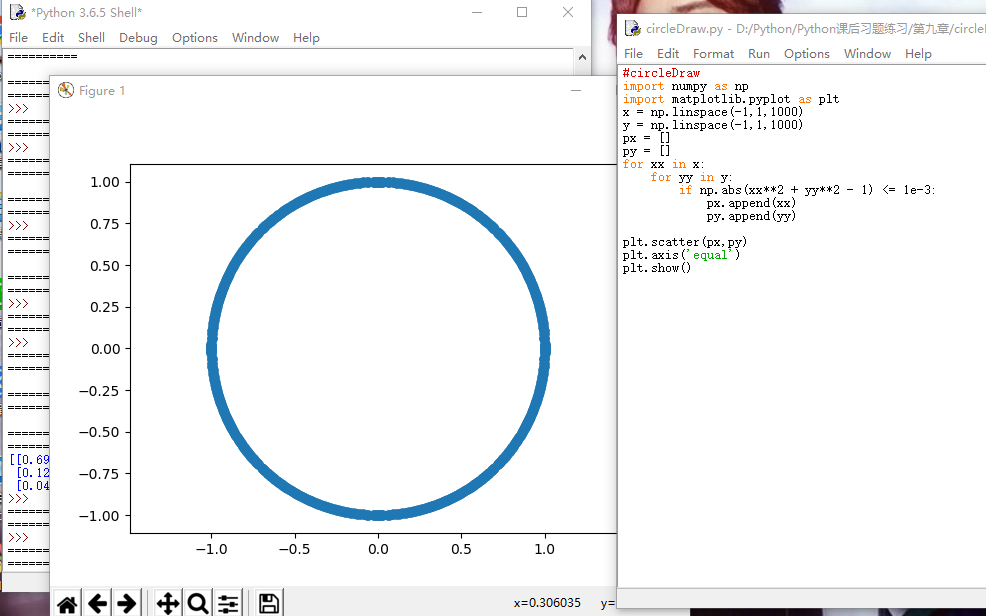 *Python 3.6.5 Shell*
File Edit Shell Debug Options Window Help
==========
>>>
>>>
>>>
>>>
>>>
[[0.69
[0.12
[0.04
>>>
>>>
Figure 1
1.00
0.75
0.50
0.25
0.00
−0.25
−0.50
−0.75
−1.00
−1.0 −0.5 0.0 0.5 1.0
x=0.306035 y=
circleDraw.py - D:/Python/Python课后习题练习/第九章/circleI
File Edit Format Run Options Window Help
#circleDraw
import numpy as np
import matplotlib.pyplot as plt
x = np.linspace(-1,1,1000)
y = np.linspace(-1,1,1000)
px = []
py = []
for xx in x:
    for yy in y:
        if np.abs(xx**2 + yy**2 - 1) <= 1e-3:
            px.append(xx)
            py.append(yy)
plt.scatter(px,py)
plt.axis('equal')
plt.show()